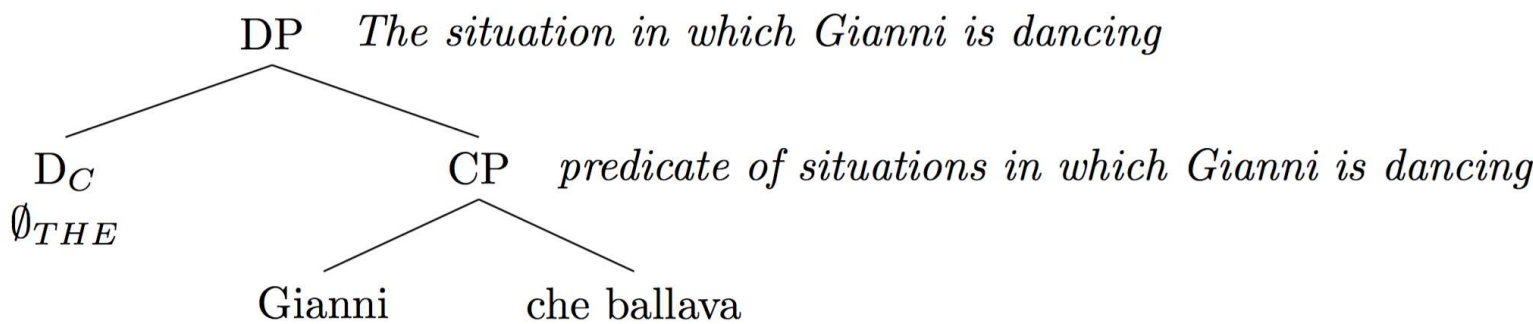 DP The situation in which Gianni is dancing
D_C CP predicate of situations in which Gianni is dancing
∅_THE
Gianni che ballava